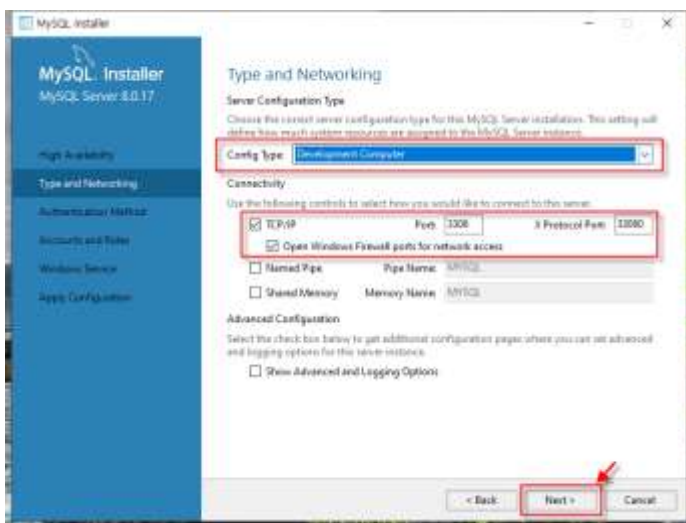 MySQL Installer
MySQL. Installer
MySQL Server 8.0.17
High Availability
Type and Networking
Authentication Method
Accounts and Roles
Windows Service
Apply Configuration
Type and Networking
Server Configuration Type
Choose the correct server configuration type for this MySQL Server installation. This setting will
define how much system resources are assigned to the MySQL Server instance.
Config Type: Development Computer
Connectivity
Use the following controls to select how you would like to connect to this server.
TCP/IP Port: 3306 X Protocol Port: 33060
Open Windows Firewall ports for network access
Named Pipe Pipe Name: MYSQL
Shared Memory Memory Name: MYSQL
Advanced Configuration
Select the check box below to get additional configuration pages where you can set advanced
and logging options for this server instance.
Show Advanced and Logging Options
< Back Next > Cancel